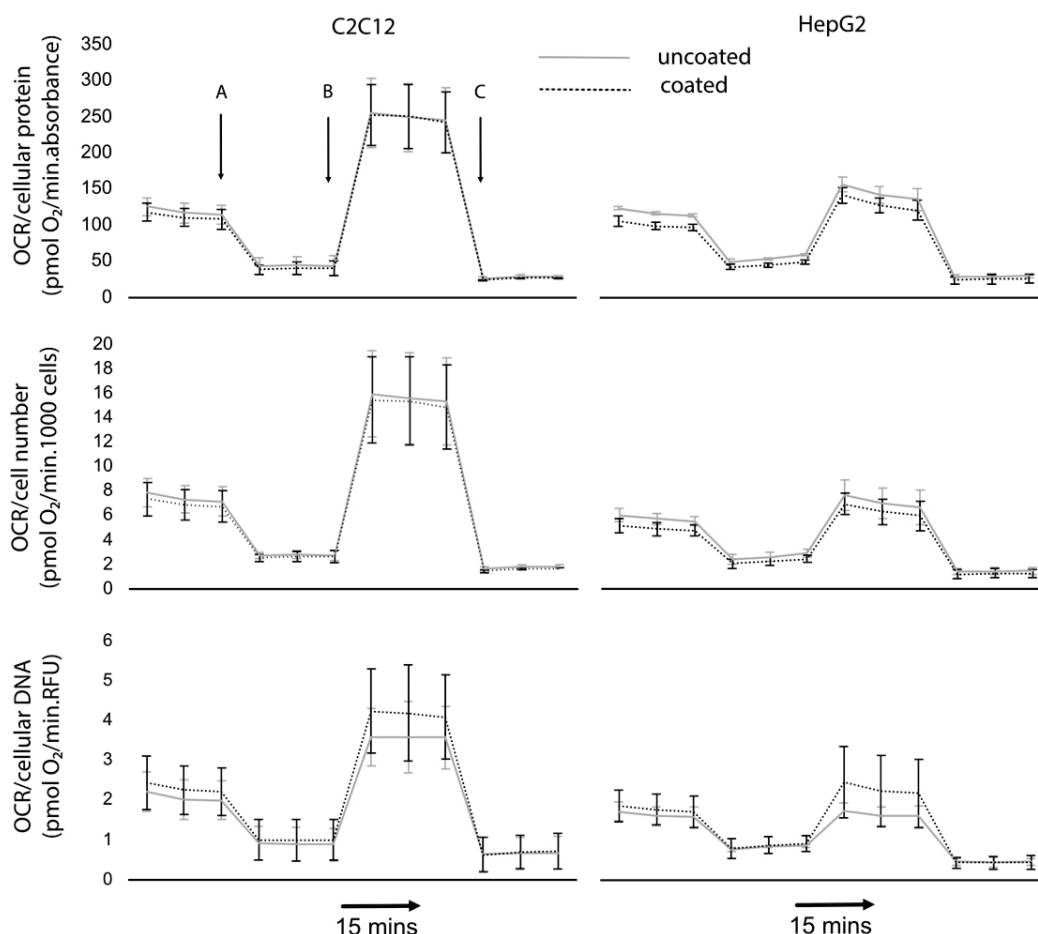 C2C12
HepG2
uncoated
coated
A
B
C
OCR/cellular protein
(pmol O₂/min.absorbance)
350
300
250
200
150
100
50
0
OCR/cell number
(pmol O₂/min.1000 cells)
20
18
16
14
12
10
8
6
4
2
0
OCR/cellular DNA
(pmol O₂/min.RFU)
6
5
4
3
2
1
0
15 mins
15 mins